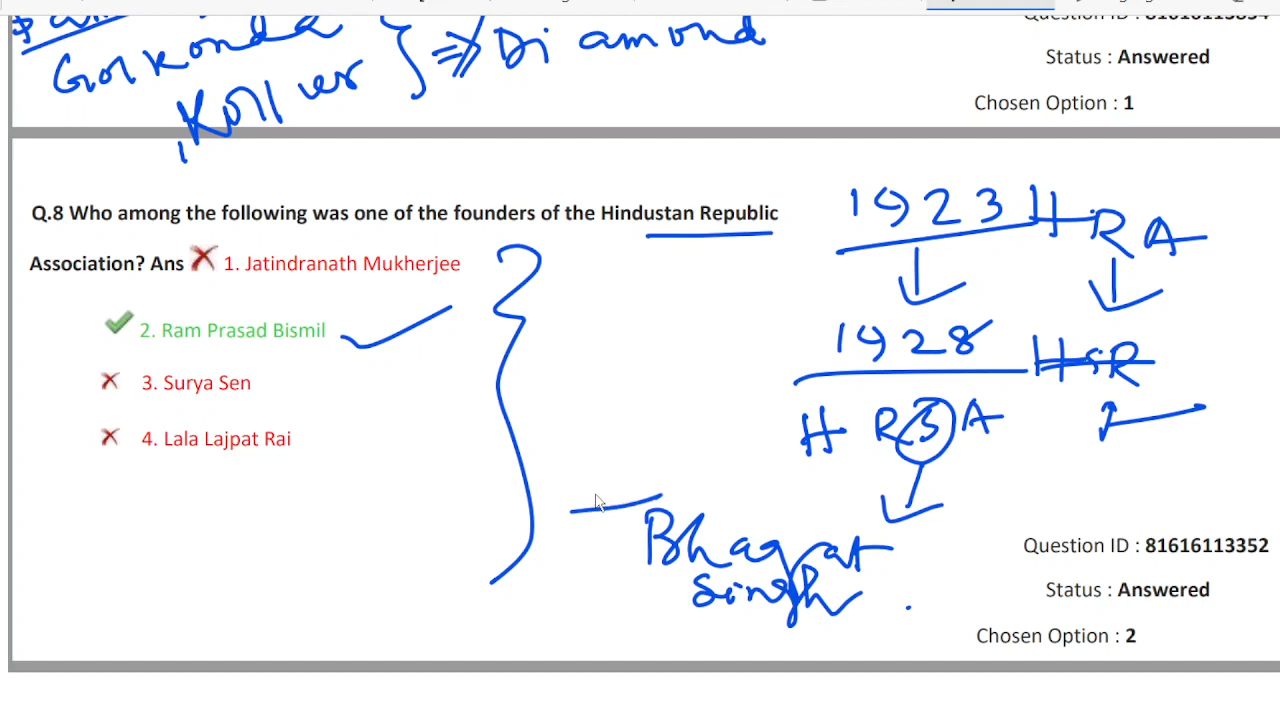 Golkonda } => Diamond
Kollur
Status : Answered
Chosen Option : 1
Q.8 Who among the following was one of the founders of the Hindustan Republic
Association? Ans 1. Jatindranath Mukherjee
2. Ram Prasad Bismil
3. Surya Sen
4. Lala Lajpat Rai
1923 HRA
1928 HSR
HRSA
Bhagat
Singh.
Question ID : 81616113352
Status : Answered
Chosen Option : 2